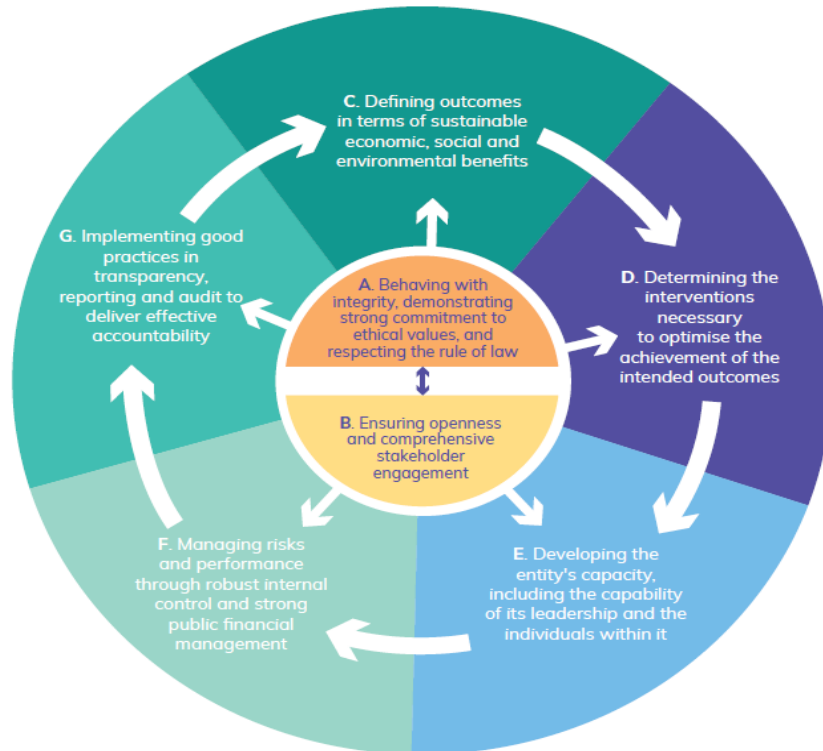 C. Defining outcomes
in terms of sustainable
economic, social and
environmental benefits
G. Implementing good
practices in
transparency,
reporting and audit to
deliver effective
accountability
A. Behaving with
integrity, demonstrating
strong commitment to
ethical values, and
respecting the rule of law
D. Determining the
interventions
necessary
to optimise the
achievement of the
intended outcomes
B. Ensuring openness
and comprehensive
stakeholder
engagement
F. Managing risks
and performance
through robust internal
control and strong
public financial
management
E. Developing the
entity's capacity,
including the capability
of its leadership and the
individuals within it